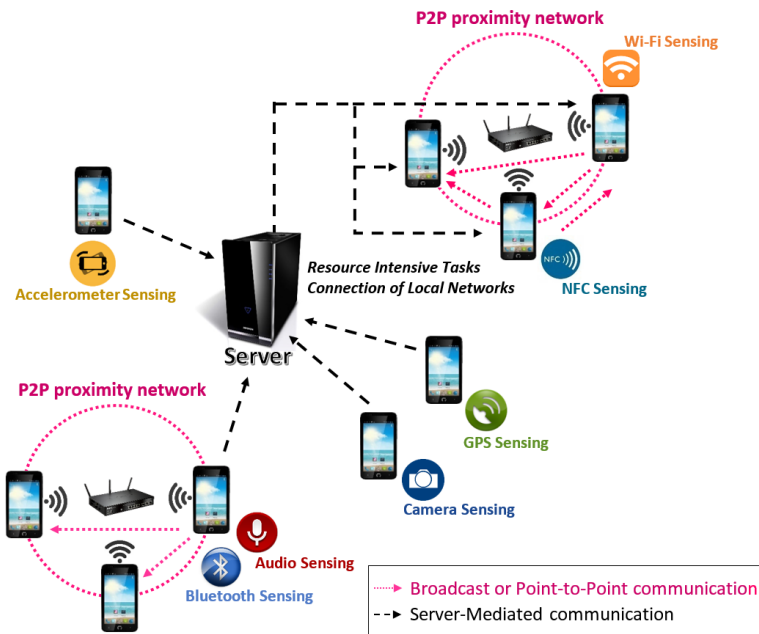 P2P proximity network
Wi-Fi Sensing
NFC
NFC Sensing
Accelerometer Sensing
Resource Intensive Tasks
Connection of Local Networks
Server
P2P proximity network
GPS Sensing
Camera Sensing
Audio Sensing
Bluetooth Sensing
Broadcast or Point-to-Point communication
Server-Mediated communication